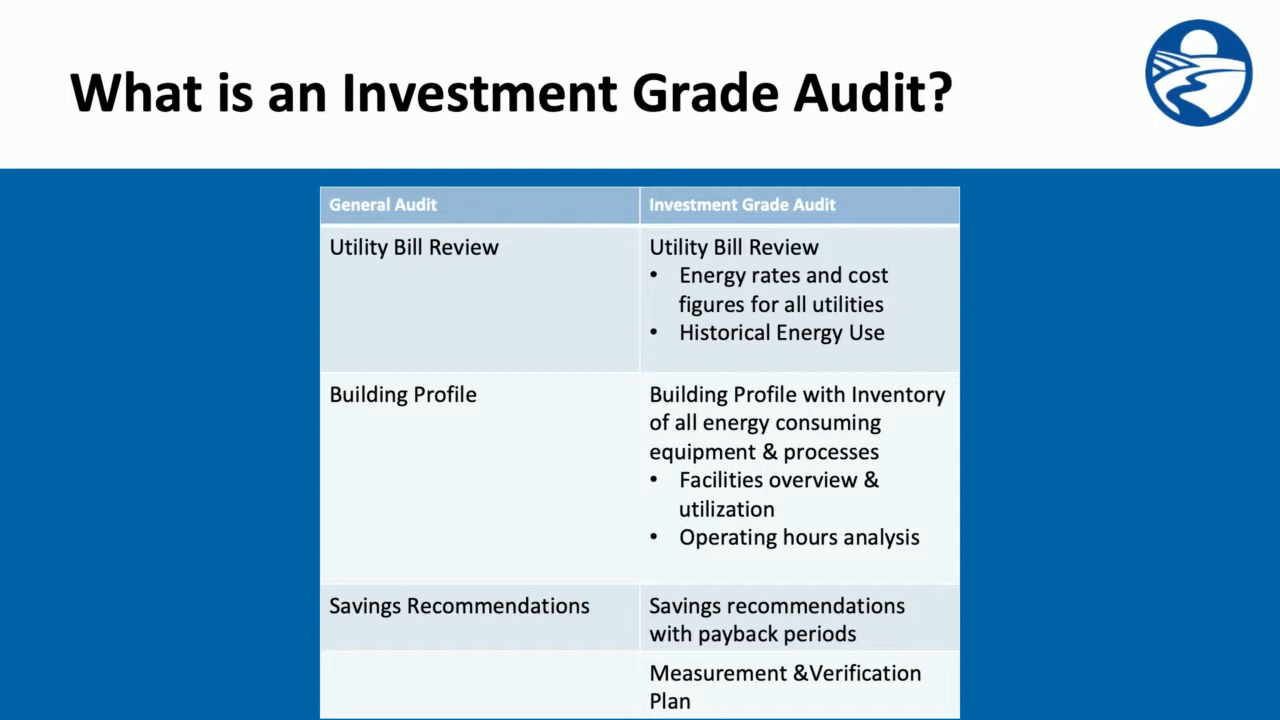 What is an Investment Grade Audit?
General Audit
Investment Grade Audit
Utility Bill Review
Utility Bill Review
• Energy rates and cost
figures for all utilities
• Historical Energy Use
Building Profile
Building Profile with Inventory
of all energy consuming
equipment & processes
• Facilities overview &
utilization
• Operating hours analysis
Savings Recommendations
Savings recommendations
with payback periods
Measurement &Verification
Plan